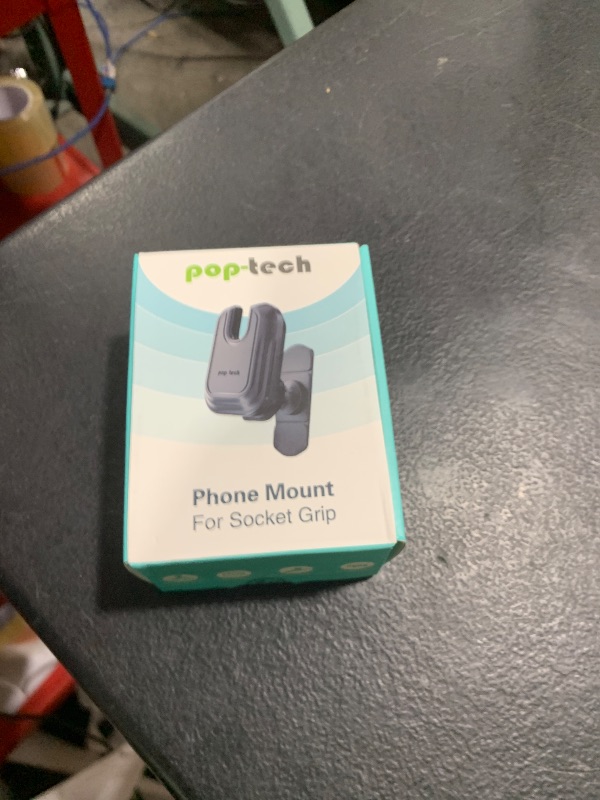 pop-tech
pop-tech
Phone Mount
For Socket Grip